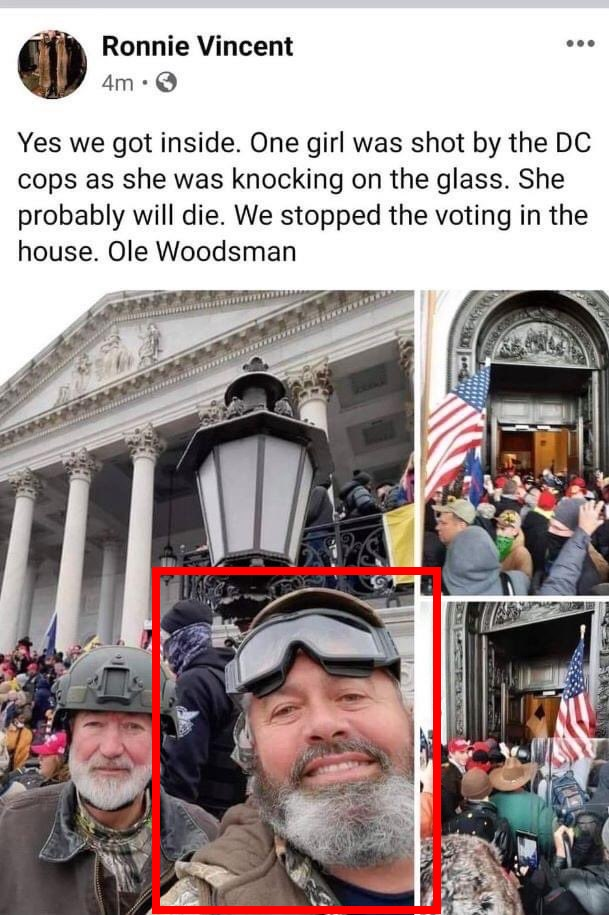 Ronnie Vincent
4m ·
Yes we got inside. One girl was shot by the DC
cops as she was knocking on the glass. She
probably will die. We stopped the voting in the
house. Ole Woodsman